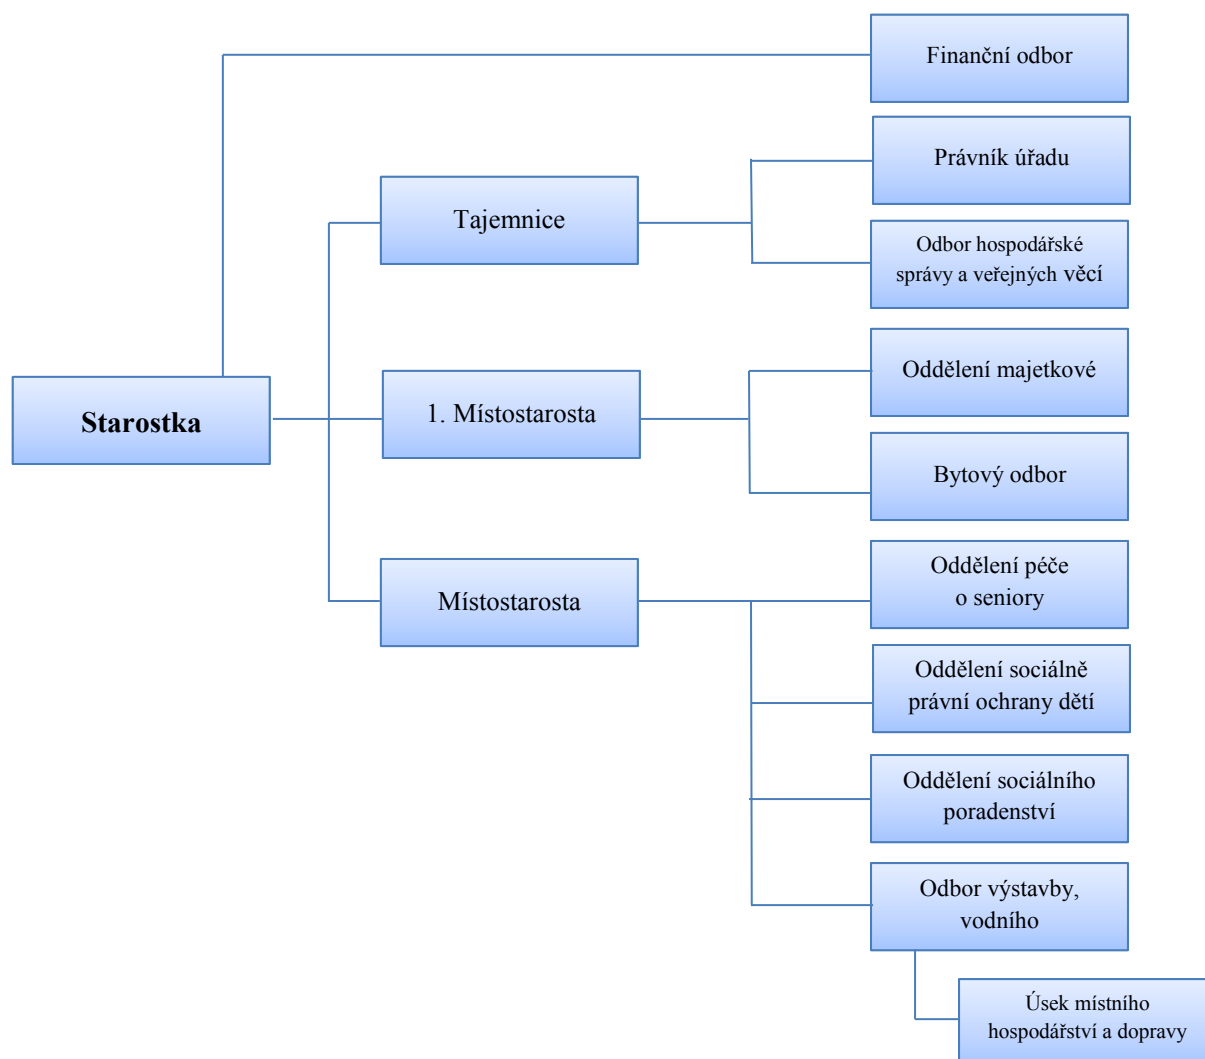 Finanční odbor
Právník úřadu
Tajemnice
Odbor hospodářské
správy a veřejných věcí
Starostka
1. Místostarosta
Oddělení majetkové
Bytový odbor
Místostarosta
Oddělení péče
o seniory
Oddělení sociálně
právní ochrany dětí
Oddělení sociálního
poradenství
Odbor výstavby,
vodního
Úsek místního
hospodářství a dopravy